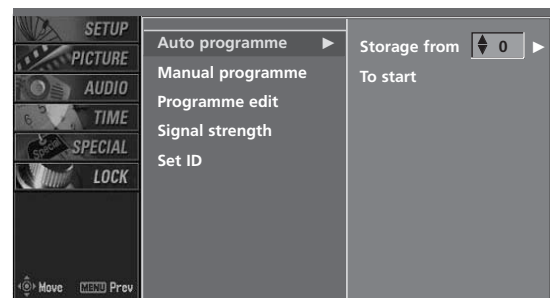 SETUP
PICTURE
AUDIO
TIME
SPECIAL
LOCK
Move MENU Prev
Auto programme ►
Manual programme
Programme edit
Signal strength
Set ID
Storage from 0 ►
To start